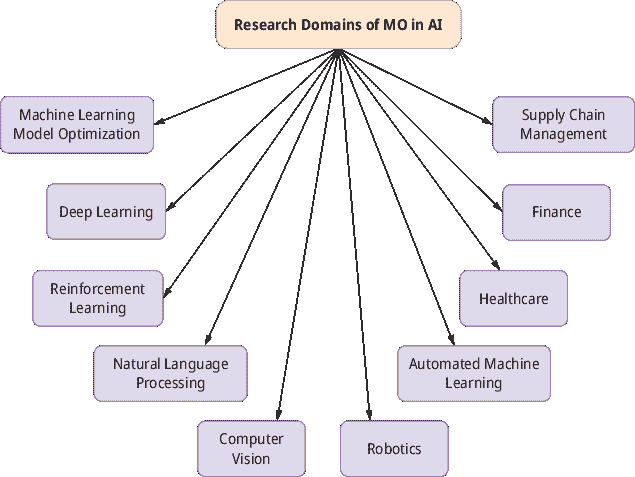 Research Domains of MO in AI
Machine Learning
Model Optimization
Supply Chain
Management
Deep Learning
Finance
Reinforcement
Learning
Healthcare
Natural Language
Processing
Automated Machine
Learning
Computer
Vision
Robotics